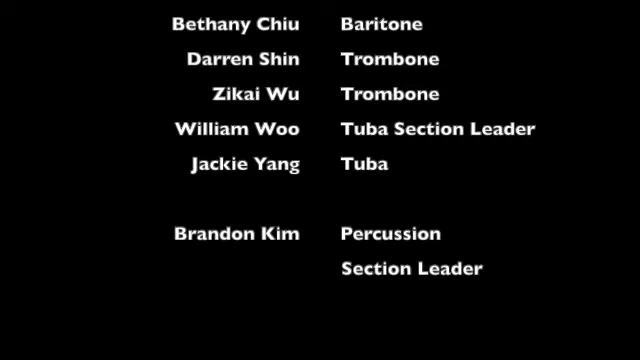 Bethany Chiu Baritone
Darren Shin Trombone
Zikai Wu Trombone
William Woo Tuba Section Leader
Jackie Yang Tuba
Brandon Kim Percussion
Section Leader